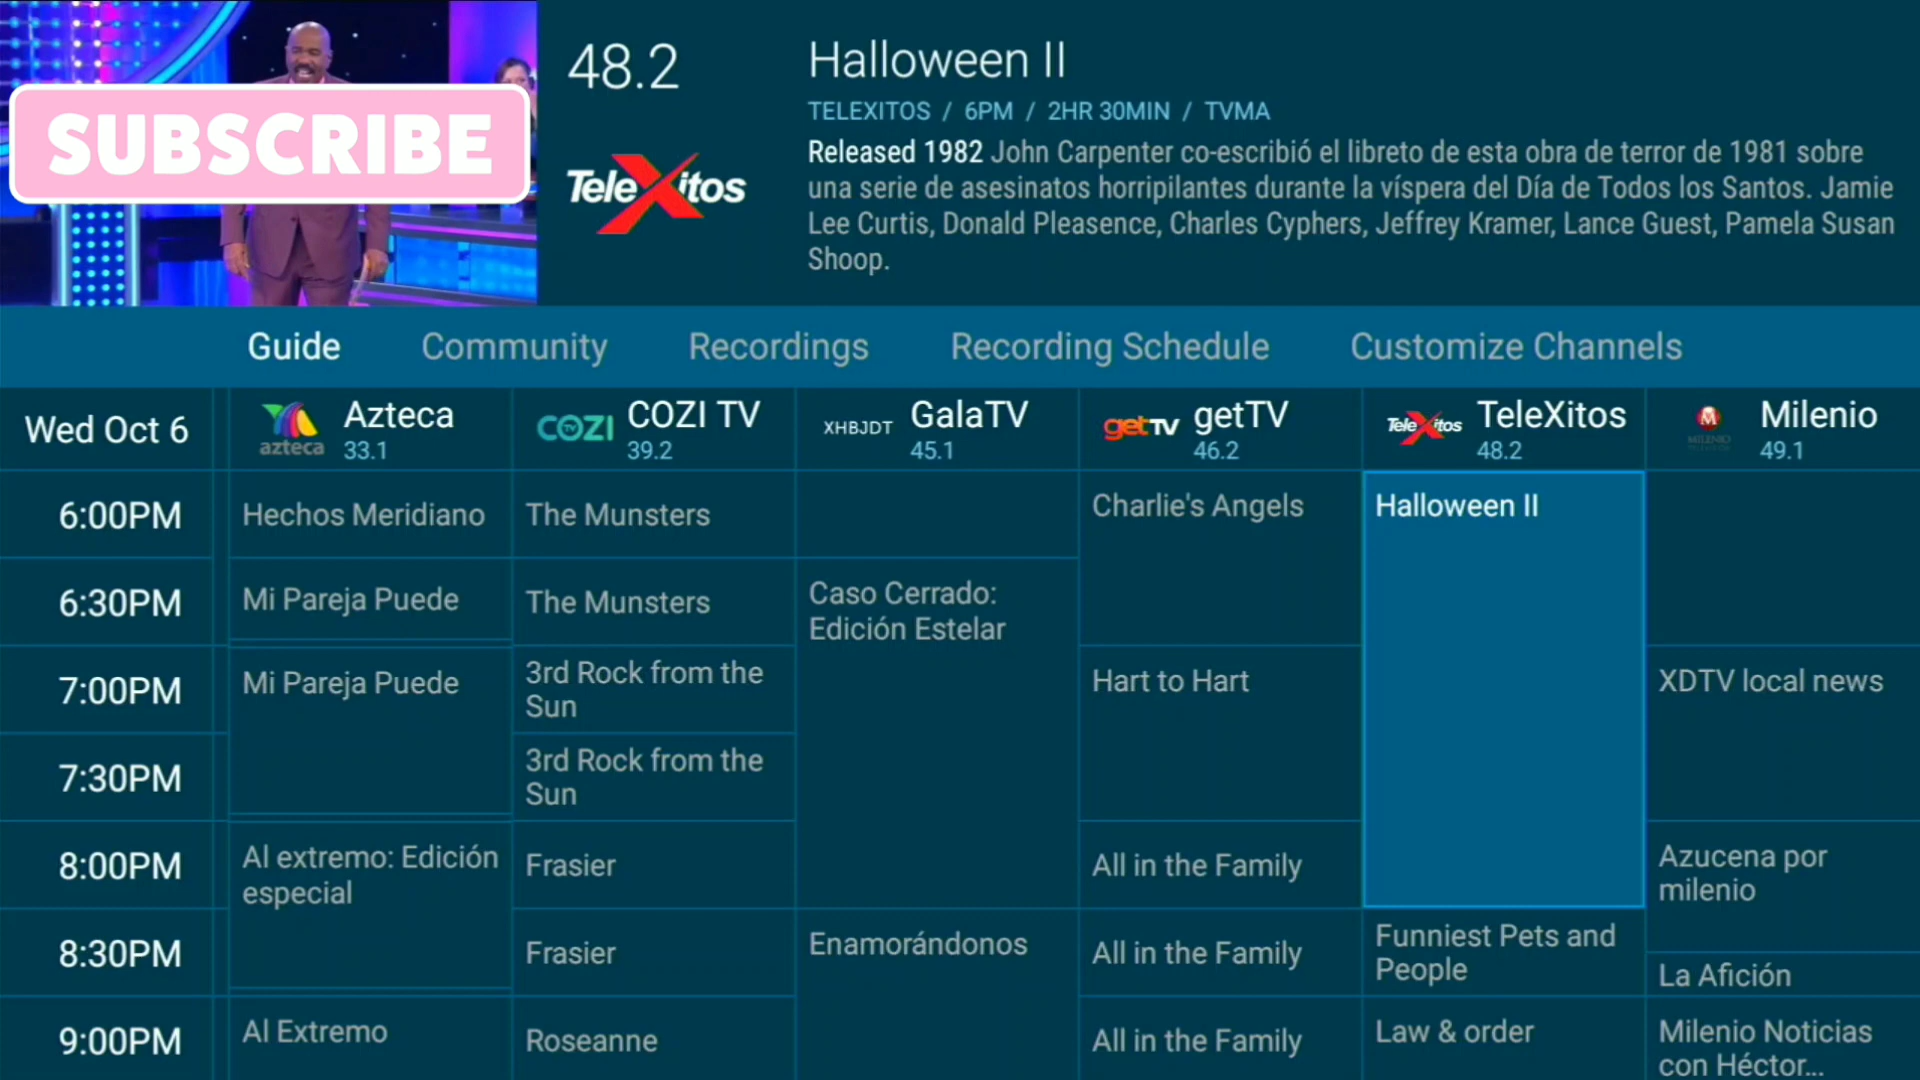 SUBSCRIBE
48.2
TeleXitos
Halloween II
TELEXITOS / 6PM / 2HR 30MIN / TVMA
Released 1982 John Carpenter co-escribió el libreto de esta obra de terror de 1981 sobre
una serie de asesinatos horripilantes durante la víspera del Día de Todos los Santos. Jamie
Lee Curtis, Donald Pleasence, Charles Cyphers, Jeffrey Kramer, Lance Guest, Pamela Susan
Shoop.
Guide Community Recordings Recording Schedule Customize Channels
Wed Oct 6
azteca Azteca
33.1
COZI TV COZI TV
39.2
XHBJDT GalaTV
45.1
getTV getTV
46.2
TeleXitos TeleXitos
48.2
M MILENIO TELEVISIÓN Milenio
49.1
6:00PM
Hechos Meridiano
The Munsters
Charlie's Angels
Halloween II
6:30PM
Mi Pareja Puede
The Munsters
Caso Cerrado:
Edición Estelar
7:00PM
Mi Pareja Puede
3rd Rock from the
Sun
Hart to Hart
XDTV local news
7:30PM
3rd Rock from the
Sun
8:00PM
Al extremo: Edición
especial
Frasier
All in the Family
Azucena por
milenio
8:30PM
Frasier
Enamorándonos
All in the Family
Funniest Pets and
People
La Afición
9:00PM
Al Extremo
Roseanne
All in the Family
Law & order
Milenio Noticias
con Héctor...